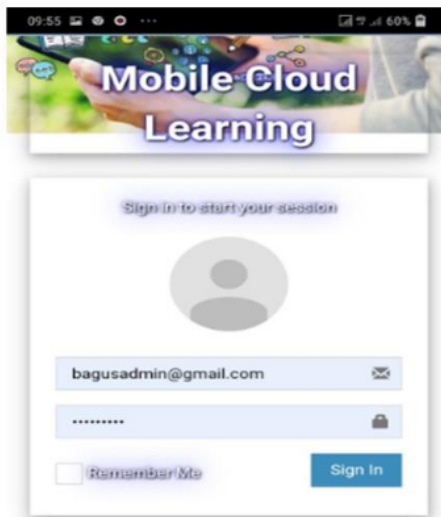 09:55 ... 60%
Mobile Cloud
Learning
Sign in to start your session
bagusadmin@gmail.com
•••••••••
Remember Me
Sign In